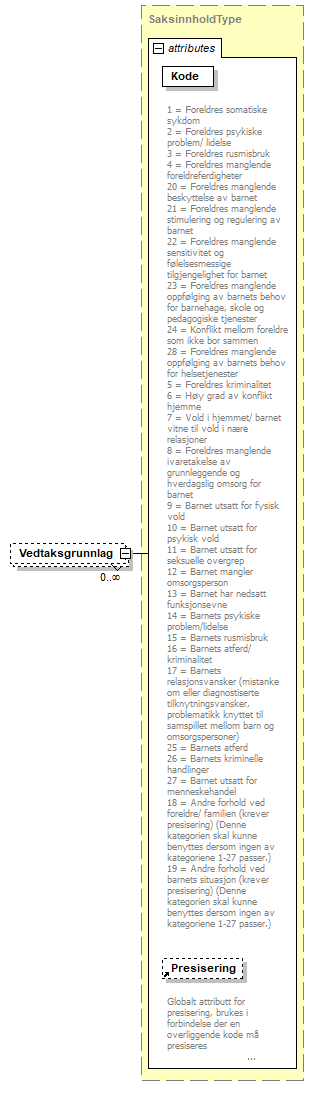 SaksinnholdType
attributes
Kode
1 = Foreldres somatiske
sykdom
2 = Foreldres psykiske
problem/ lidelse
3 = Foreldres rusmisbruk
4 = Foreldres manglende
foreldreferdigheter
20 = Foreldres manglende
beskyttelse av barnet
21 = Foreldres manglende
stimulering og regulering av
barnet
22 = Foreldres manglende
sensitivitet og
følelsesmessige
tilgjengelighet for barnet
23 = Foreldres manglende
oppfølging av barnets behov
for barnehage, skole og
pedagogiske tjenester
24 = Konflikt mellom foreldre
som ikke bor sammen
28 = Foreldres manglende
oppfølging av barnets behov
for helsetjenester
5 = Foreldres kriminalitet
6 = Høy grad av konflikt
hjemme
7 = Vold i hjemmet/ barnet
vitne til vold i nære
relasjoner
8 = Foreldres manglende
ivaretakelse av
grunnleggende og
hverdagslig omsorg for
barnet
9 = Barnet utsatt for fysisk
vold
10 = Barnet utsatt for
psykisk vold
11 = Barnet utsatt for
seksuelle overgrep
12 = Barnet mangler
omsorgsperson
13 = Barnet har nedsatt
funksjonsevne
14 = Barnets psykiske
problem/lidelse
15 = Barnets rusmisbruk
16 = Barnets atferd/
kriminalitet
17 = Barnets
relasjonsvansker (mistanke
om eller diagnostiserte
tilknytningsvansker,
problematikk knyttet til
samspillet mellom barn og
omsorgspersoner)
25 = Barnets atferd
26 = Barnets kriminelle
handlinger
27 = Barnet utsatt for
menneskehandel
18 = Andre forhold ved
foreldre/ familien (krever
presisering) (Denne
kategorien skal kunne
benyttes dersom ingen av
kategoriene 1-27 passer.)
19 = Andre forhold ved
barnets situasjon (krever
presisering) (Denne
kategorien skal kunne
benyttes dersom ingen av
kategoriene 1-27 passer.)
Vedtaksgrunnlag
0..∞
Presisering
Globalt attributt for
presisering, brukes i
forbindelse der en
overliggende kode må
presiseres
...